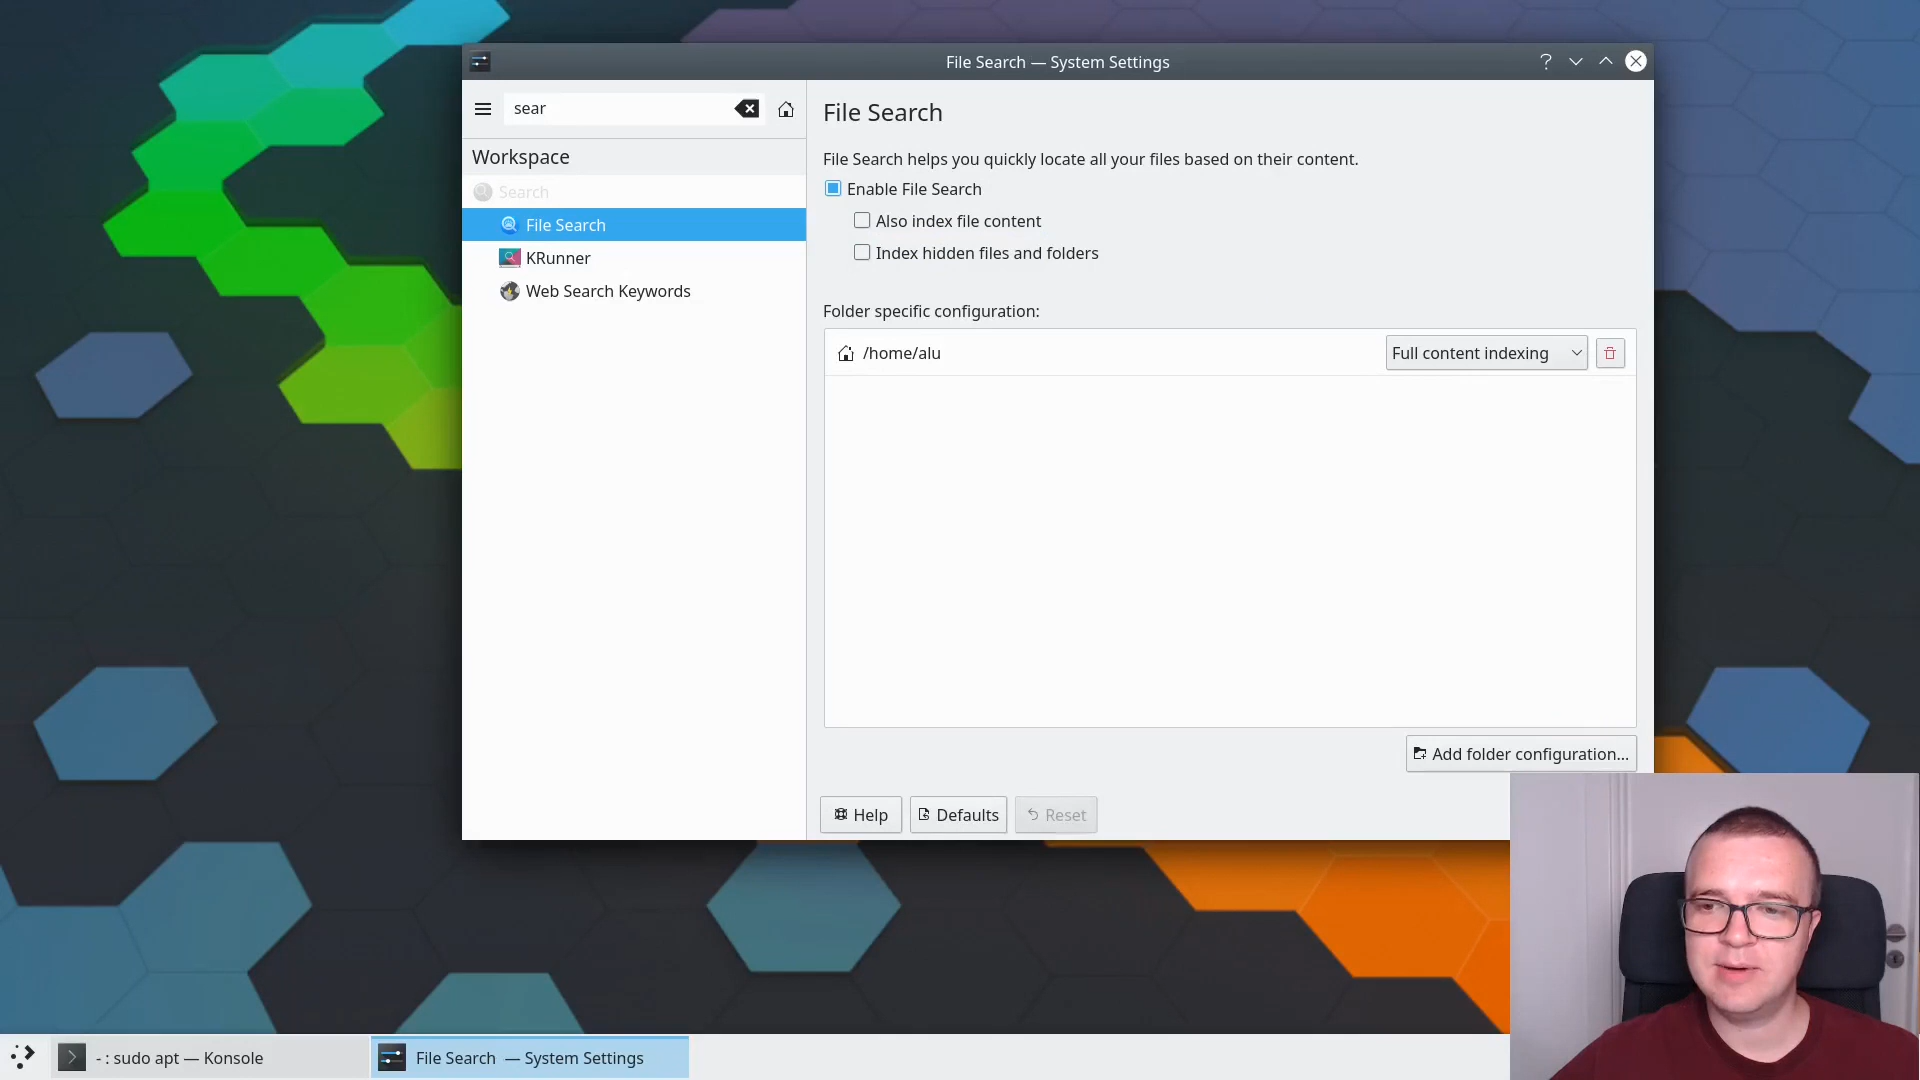 File Search — System Settings
sear
Workspace
Search
File Search
KRunner
Web Search Keywords
File Search
File Search helps you quickly locate all your files based on their content.
Enable File Search
Also index file content
Index hidden files and folders
Folder specific configuration:
/home/alu
Full content indexing
Add folder configuration...
Help
Defaults
Reset
- : sudo apt — Konsole
File Search — System Settings